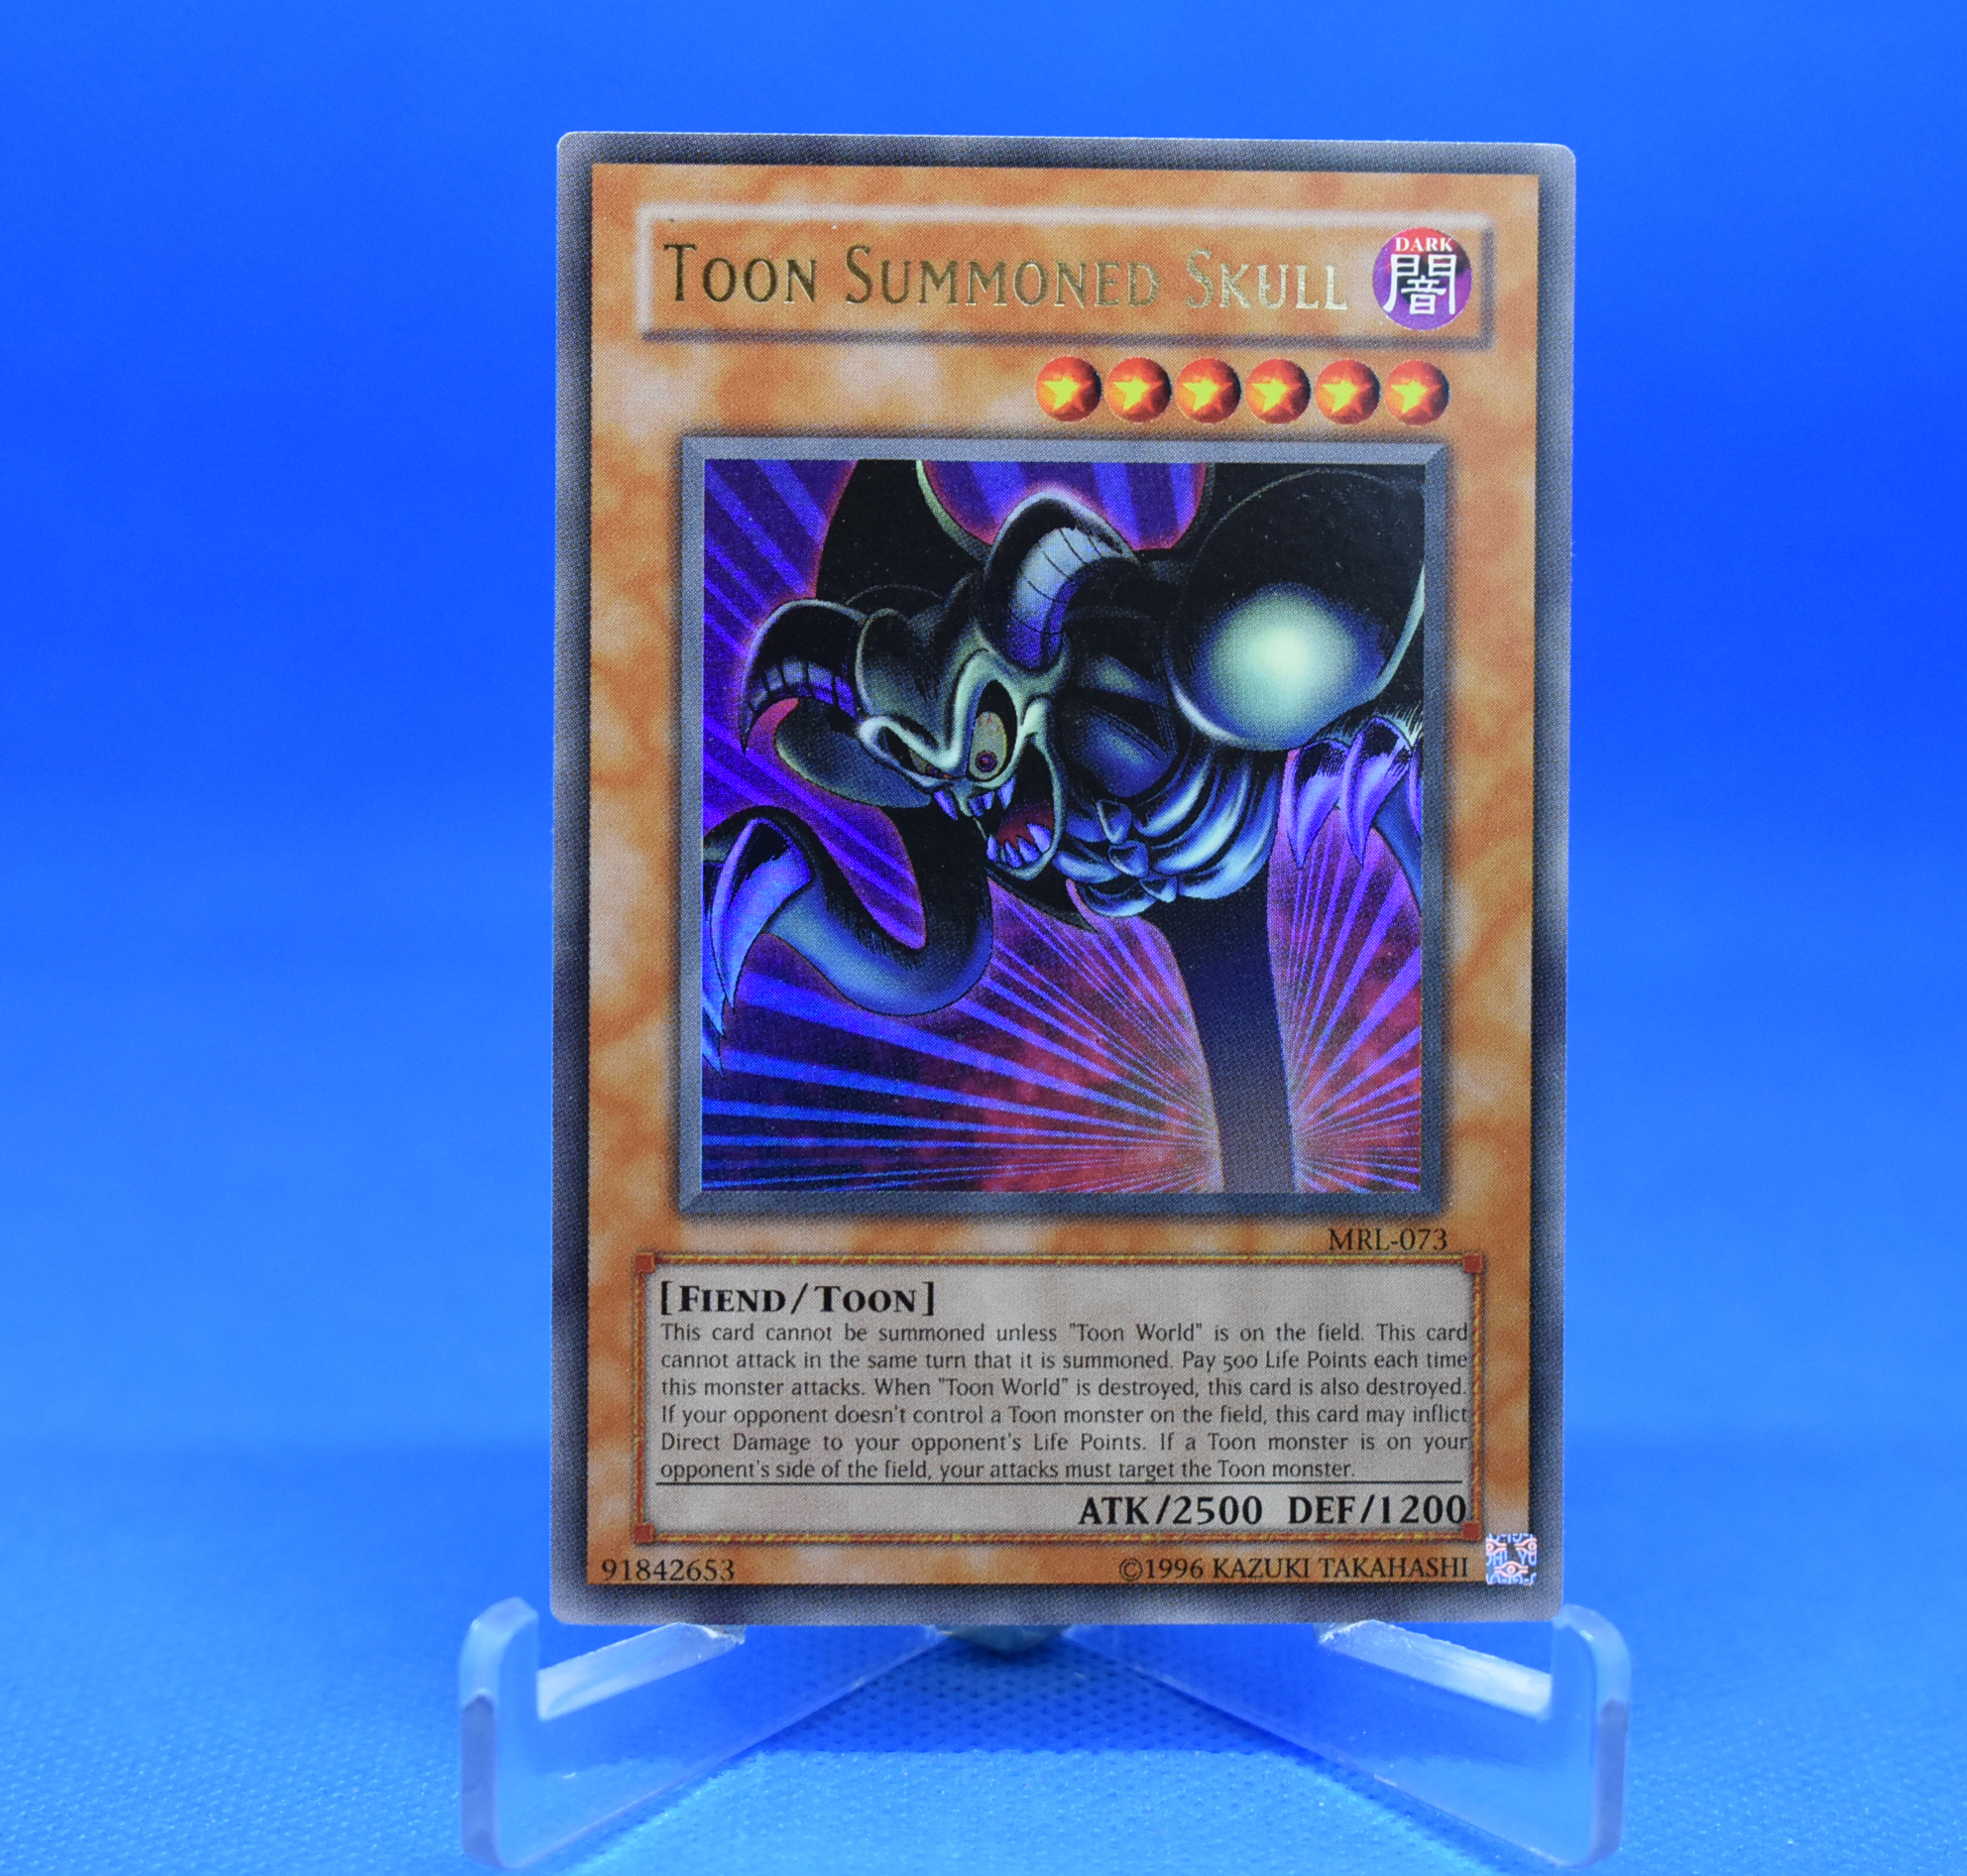 TOON SUMMONED SKULL
DARK
闇
MRL-073
[FIEND/TOON]
This card cannot be summoned unless "Toon World" is on the field. This card
cannot attack in the same turn that it is summoned. Pay 500 Life Points each time
this monster attacks. When "Toon World" is destroyed, this card is also destroyed.
If your opponent doesn't control a Toon monster on the field, this card may inflict
Direct Damage to your opponent's Life Points. If a Toon monster is on your
opponent's side of the field, your attacks must target the Toon monster.
ATK/2500 DEF/1200
91842653
©1996 KAZUKI TAKAHASHI